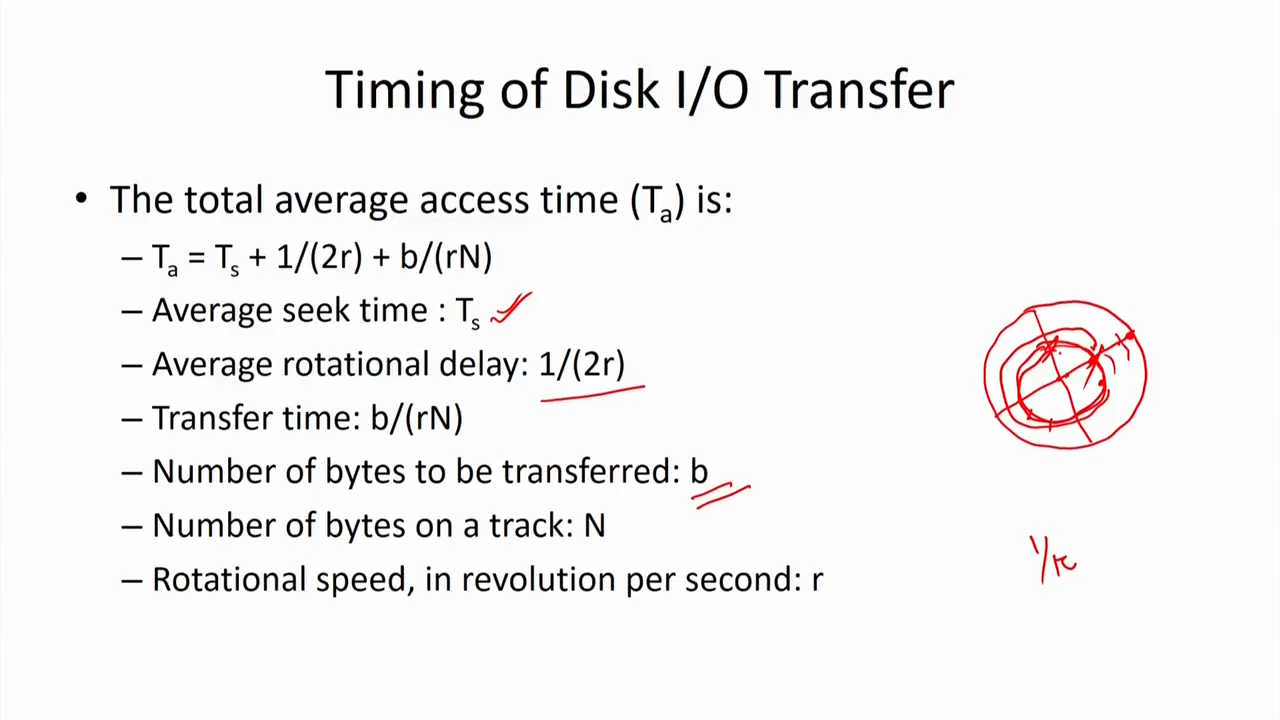 Timing of Disk I/O Transfer
• The total average access time (Ta) is:
– Ta = Ts + 1/(2r) + b/(rN)
– Average seek time : Ts
– Average rotational delay: 1/(2r)
– Transfer time: b/(rN)
– Number of bytes to be transferred: b
– Number of bytes on a track: N
– Rotational speed, in revolution per second: r
1/r